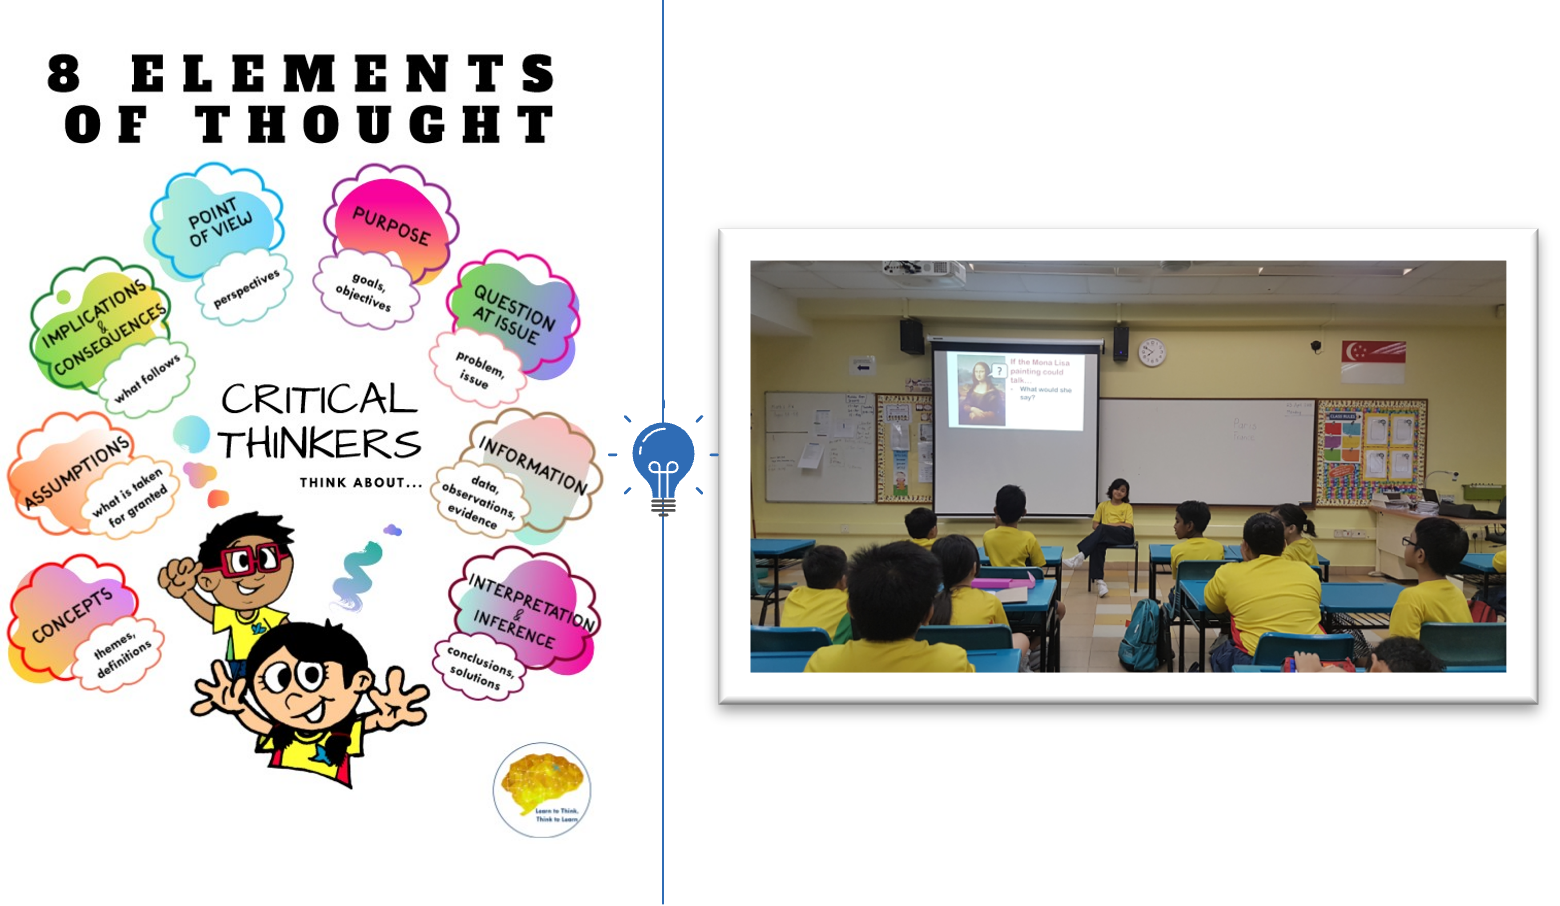 8 ELEMENTS
OF THOUGHT
POINT
OF VIEW
perspectives
PURPOSE
goals,
objectives
IMPLICATIONS
&
CONSEQUENCES
what follows
QUESTION
AT ISSUE
problem,
issue
CRITICAL
THINKERS
THINK ABOUT...
ASSUMPTIONS
what is taken
for granted
INFORMATION
data,
observations,
evidence
CONCEPTS
themes,
definitions
INTERPRETATION
&
INFERENCE
conclusions,
solutions
Learn to Think,
Think to Learn
If the Mona Lisa
painting could
talk...
- What would she
say?
?
CLASS RULES